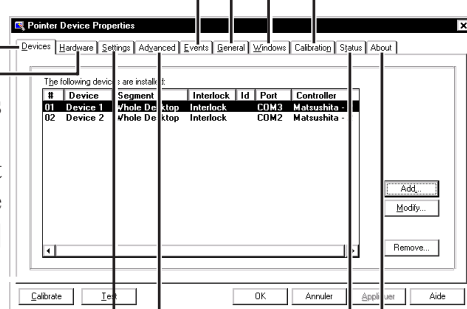 Pointer Device Properties
Devices Hardware Settings Advanced Events General Windows Calibration Status About
The following devices are installed:
# Device Segment Interlock Id Port Controller
01 Device 1 Whole Desktop Interlock COM3 Matsushita -
02 Device 2 Whole Desktop Interlock COM2 Matsushita -
Add...
Modify...
Remove...
Calibrate Test OK Annuler Appliquer Aide